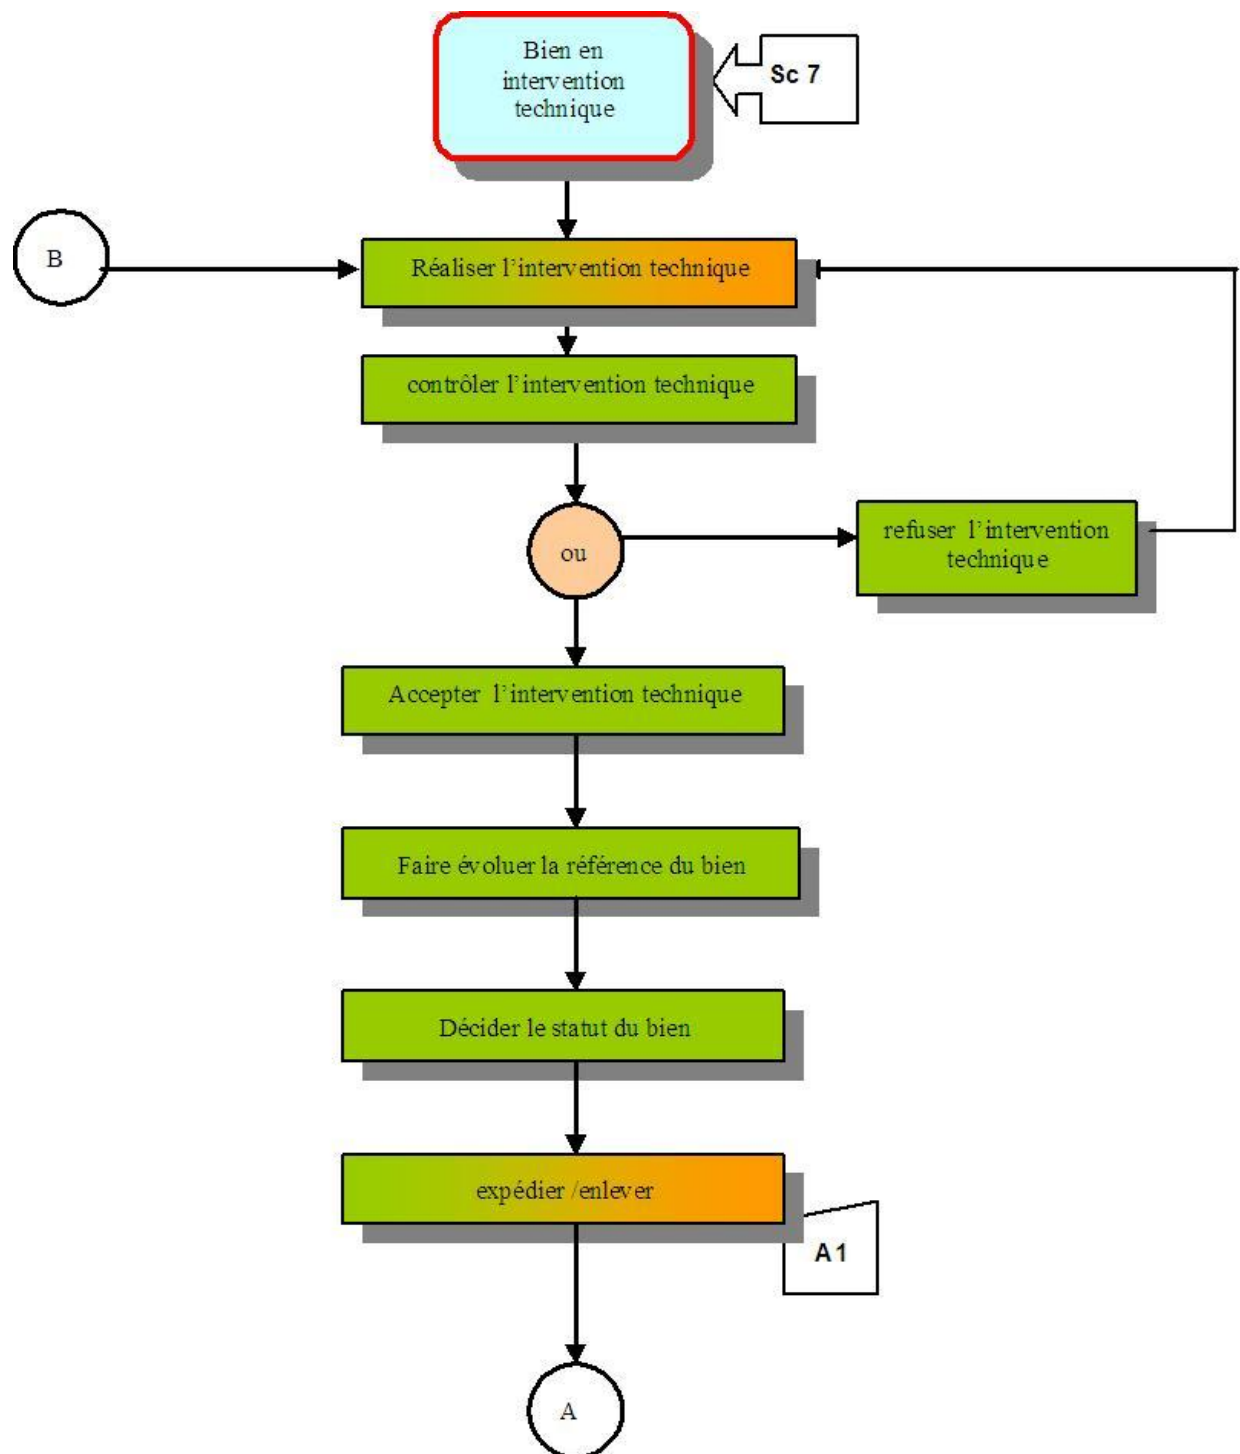 Bien en
intervention
technique
Sc 7
B
Réaliser l'intervention technique
contrôler l'intervention technique
ou
refuser l'intervention
technique
Accepter l'intervention technique
Faire évoluer la référence du bien
Décider le statut du bien
expédier /enlever
A 1
A